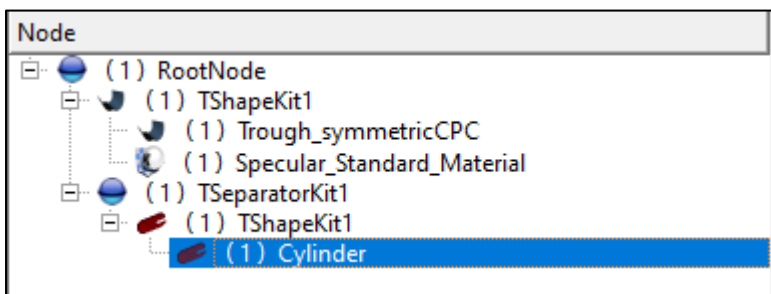 Node
(1) RootNode
(1) TShapeKit1
(1) Trough_symmetricCPC
(1) Specular_Standard_Material
(1) TSeparatorKit1
(1) TShapeKit1
(1) Cylinder